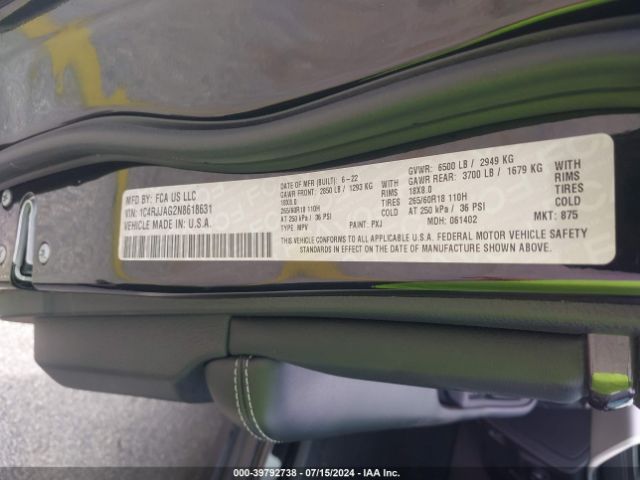 MFD BY: FCA US LLC
VIN: 1C4RJJAG2N8618631
VEHICLE MADE IN: U.S.A.
DATE OF MFR (BUILT): 6-22
GAWR FRONT: 2850 LB / 1293 KG WITH
18X8.0 RIMS
265/60R18 110H TIRES
AT 250 kPa / 36 PSI COLD
TYPE: MPV PAINT: PXJ
GVWR: 6500 LB / 2949 KG
GAWR REAR: 3700 LB / 1679 KG WITH
18X8.0 RIMS
265/60R18 110H TIRES
AT 250 kPa / 36 PSI COLD
MDH: 061402 MKT: 875
THIS VEHICLE CONFORMS TO ALL APPLICABLE U.S.A. FEDERAL MOTOR VEHICLE SAFETY
STANDARDS IN EFFECT ON THE DATE OF MANUFACTURE SHOWN ABOVE
000-39792738 - 07/15/2024 - IAA Inc.